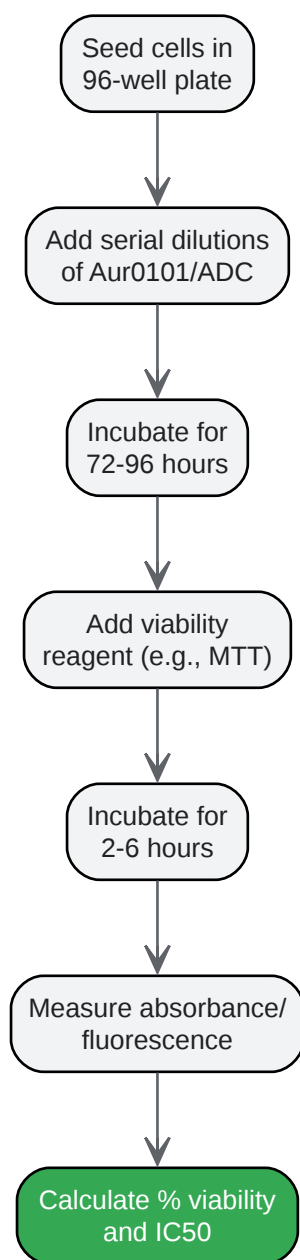 Seed cells in
96-well plate
Add serial dilutions
of Aur0101/ADC
Incubate for
72-96 hours
Add viability
reagent (e.g., MTT)
Incubate for
2-6 hours
Measure absorbance/
fluorescence
Calculate % viability
and IC50